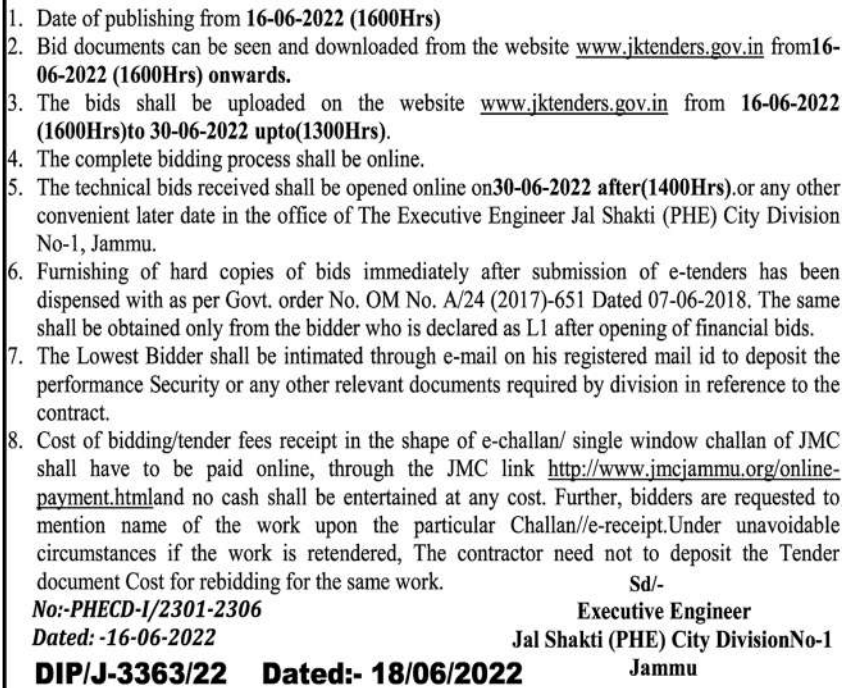 1. Date of publishing from 16-06-2022 (1600Hrs)
2. Bid documents can be seen and downloaded from the website www.jktenders.gov.in from16-
06-2022 (1600Hrs) onwards.
3. The bids shall be uploaded on the website www.jktenders.gov.in from 16-06-2022
(1600Hrs)to 30-06-2022 upto(1300Hrs).
4. The complete bidding process shall be online.
5. The technical bids received shall be opened online on30-06-2022 after(1400Hrs).or any other
convenient later date in the office of The Executive Engineer Jal Shakti (PHE) City Division
No-1, Jammu.
6. Furnishing of hard copies of bids immediately after submission of e-tenders has been
dispensed with as per Govt. order No. OM No. A/24 (2017)-651 Dated 07-06-2018. The same
shall be obtained only from the bidder who is declared as L1 after opening of financial bids.
7. The Lowest Bidder shall be intimated through e-mail on his registered mail id to deposit the
performance Security or any other relevant documents required by division in reference to the
contract.
8. Cost of bidding/tender fees receipt in the shape of e-challan/ single window challan of JMC
shall have to be paid online, through the JMC link http://www.jmcjammu.org/online-
payment.htmland no cash shall be entertained at any cost. Further, bidders are requested to
mention name of the work upon the particular Challan//e-receipt.Under unavoidable
circumstances if the work is retendered, The contractor need not to deposit the Tender
document Cost for rebidding for the same work.
Sd/-
No:-PHECD-I/2301-2306
Executive Engineer
Dated: -16-06-2022
Jal Shakti (PHE) City DivisionNo-1
DIP/J-3363/22 Dated:- 18/06/2022
Jammu